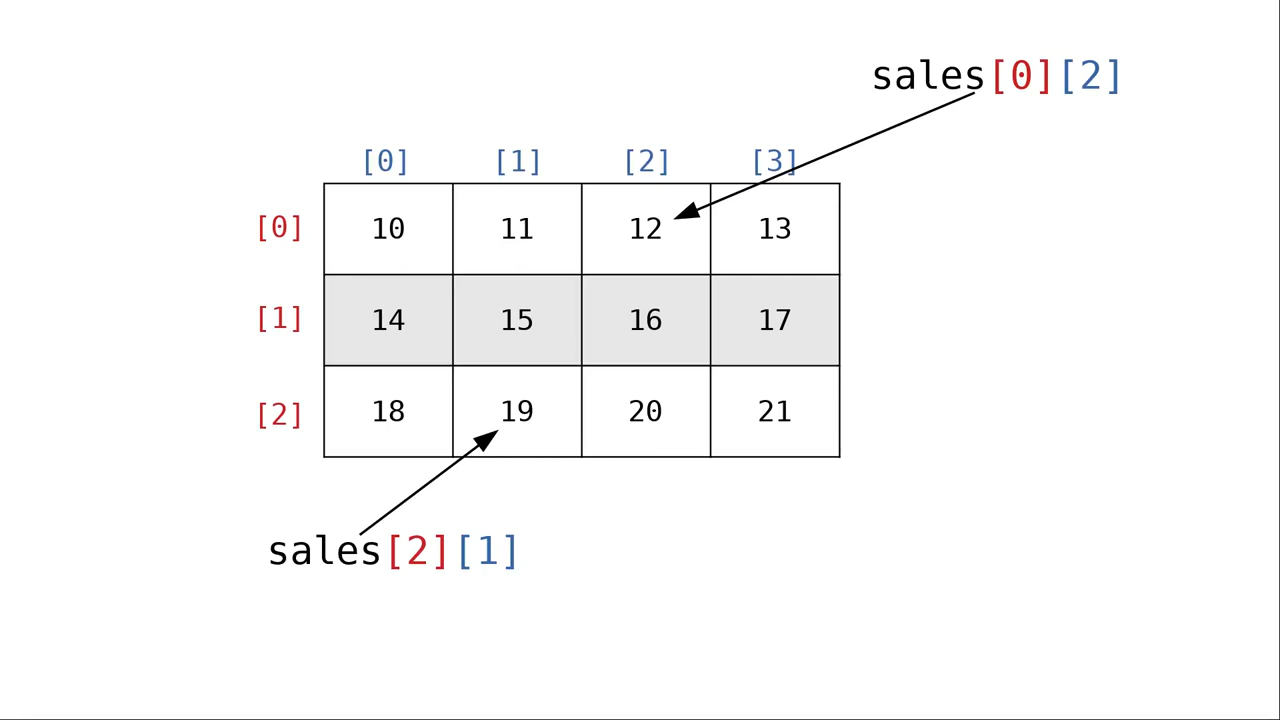 sales[0][2]
[0] [1] [2] [3]
[0] 10 11 12 13
[1] 14 15 16 17
[2] 18 19 20 21
sales[2][1]